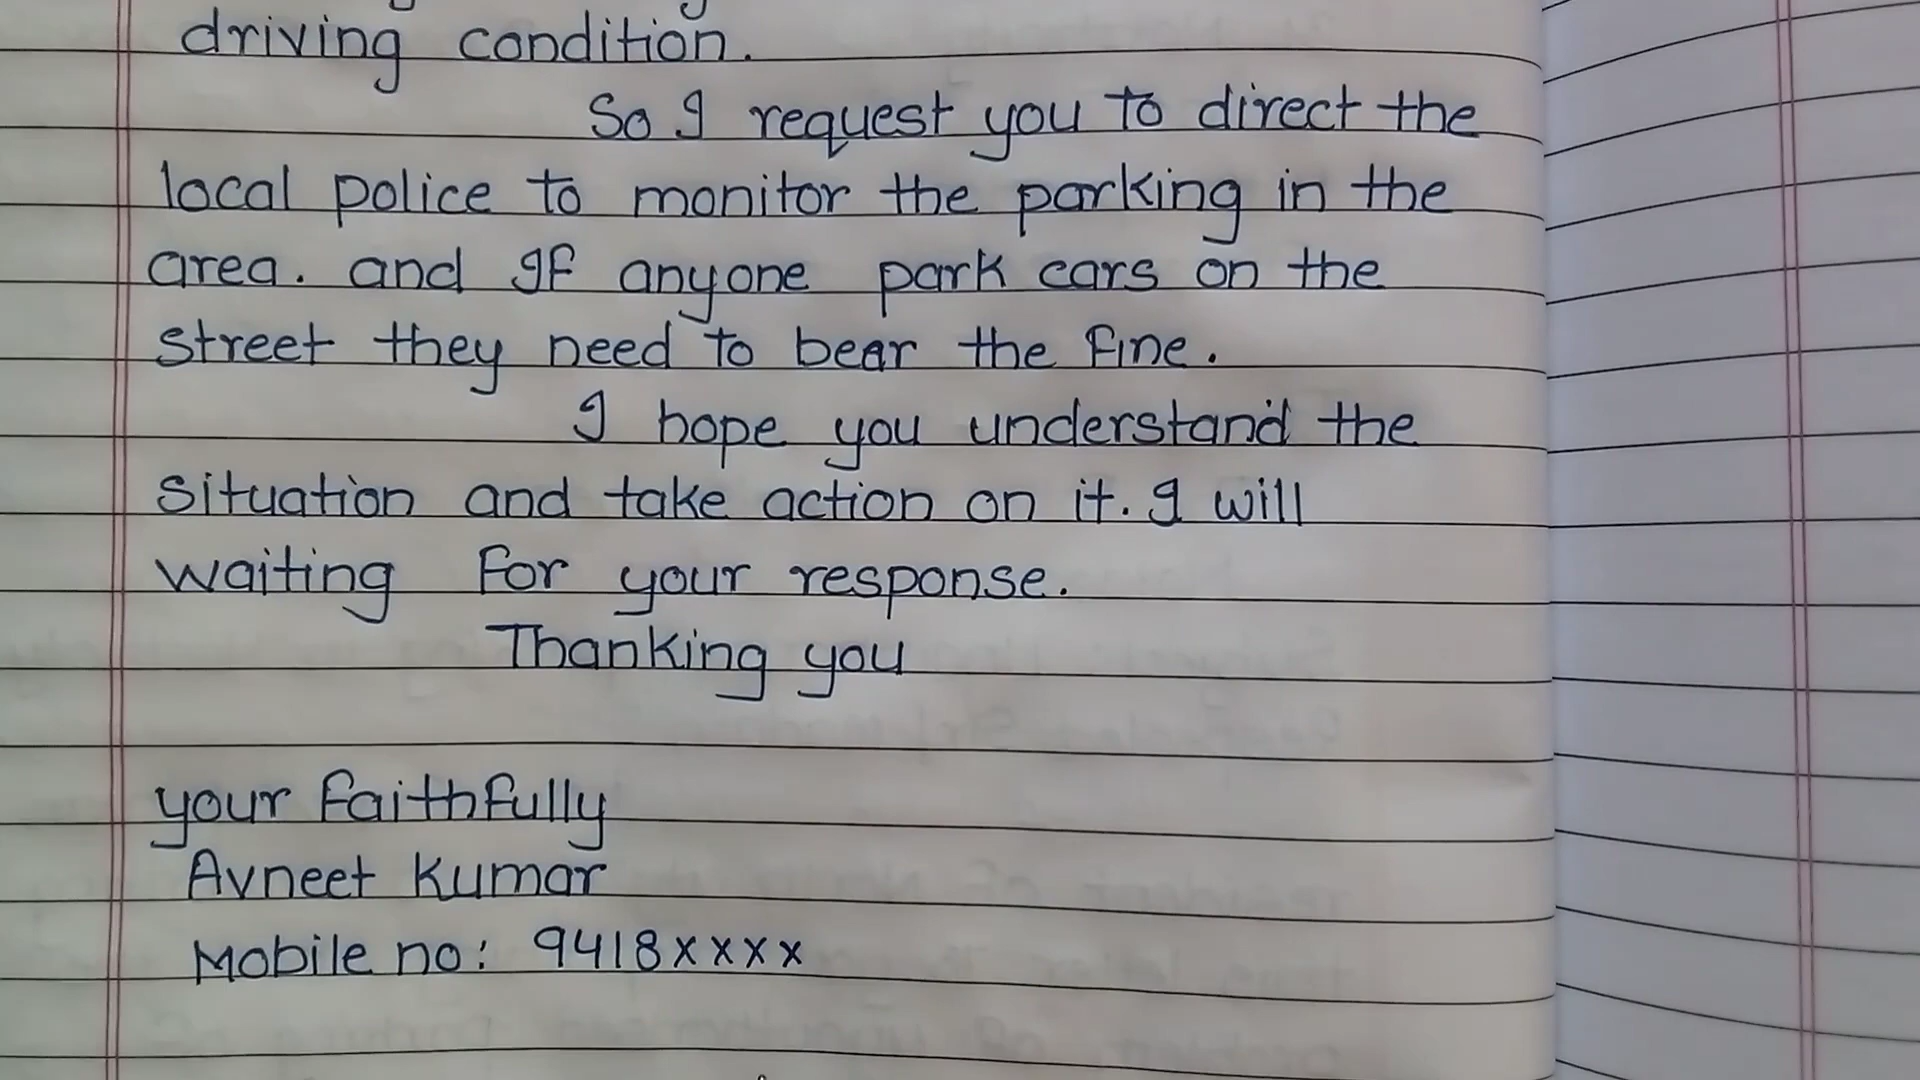 driving condition.
So I request you to direct the
local police to monitor the parking in the
area. and If anyone park cars on the
street they need to bear the fine.
I hope you understand the
situation and take action on it. I will
waiting for your response.
Thanking you
your faithfully
Avneet Kumar
Mobile no: 9418xxxx